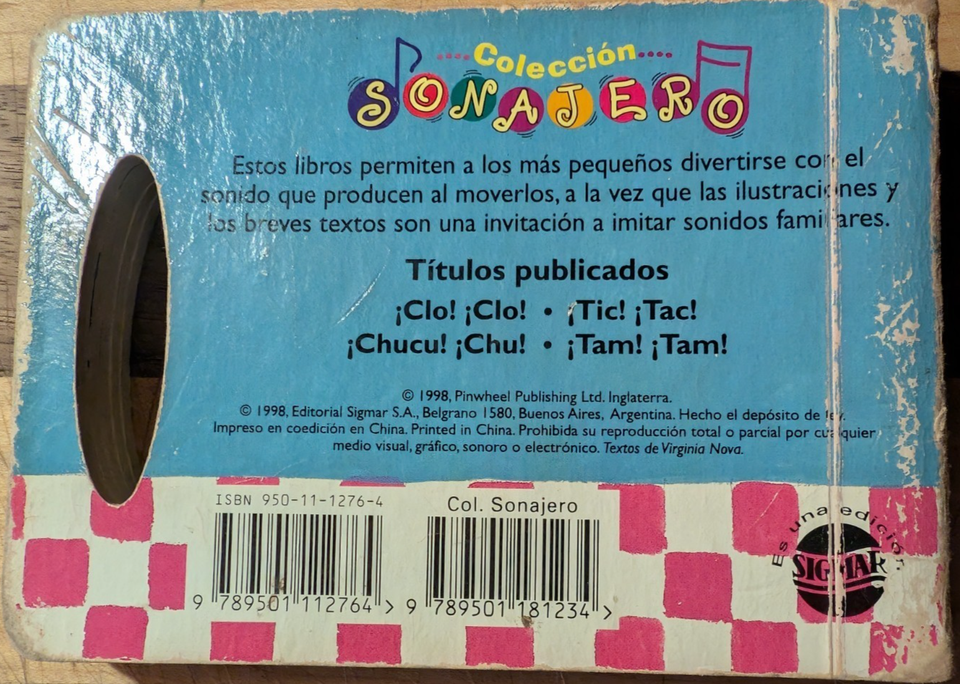 Colección
SONAJERO
Estos libros permiten a los más pequeños divertirse con el
sonido que producen al moverlos, a la vez que las ilustraciones y
los breves textos son una invitación a imitar sonidos familiares.
Títulos publicados
¡Clo! ¡Clo! • ¡Tic! ¡Tac!
¡Chucu! ¡Chu! • ¡Tam! ¡Tam!
© 1998, Pinwheel Publishing Ltd. Inglaterra.
© 1998, Editorial Sigmar S.A., Belgrano 1580, Buenos Aires, Argentina. Hecho el depósito de ley.
Impreso en coedición en China. Printed in China. Prohibida su reproducción total o parcial por cualquier
medio visual, gráfico, sonoro o electrónico. Textos de Virginia Nova.
ISBN 950-11-1276-4
Col. Sonajero
9 789501 112764 >
9 789501 181234 >
Es una edición
SIGMAR